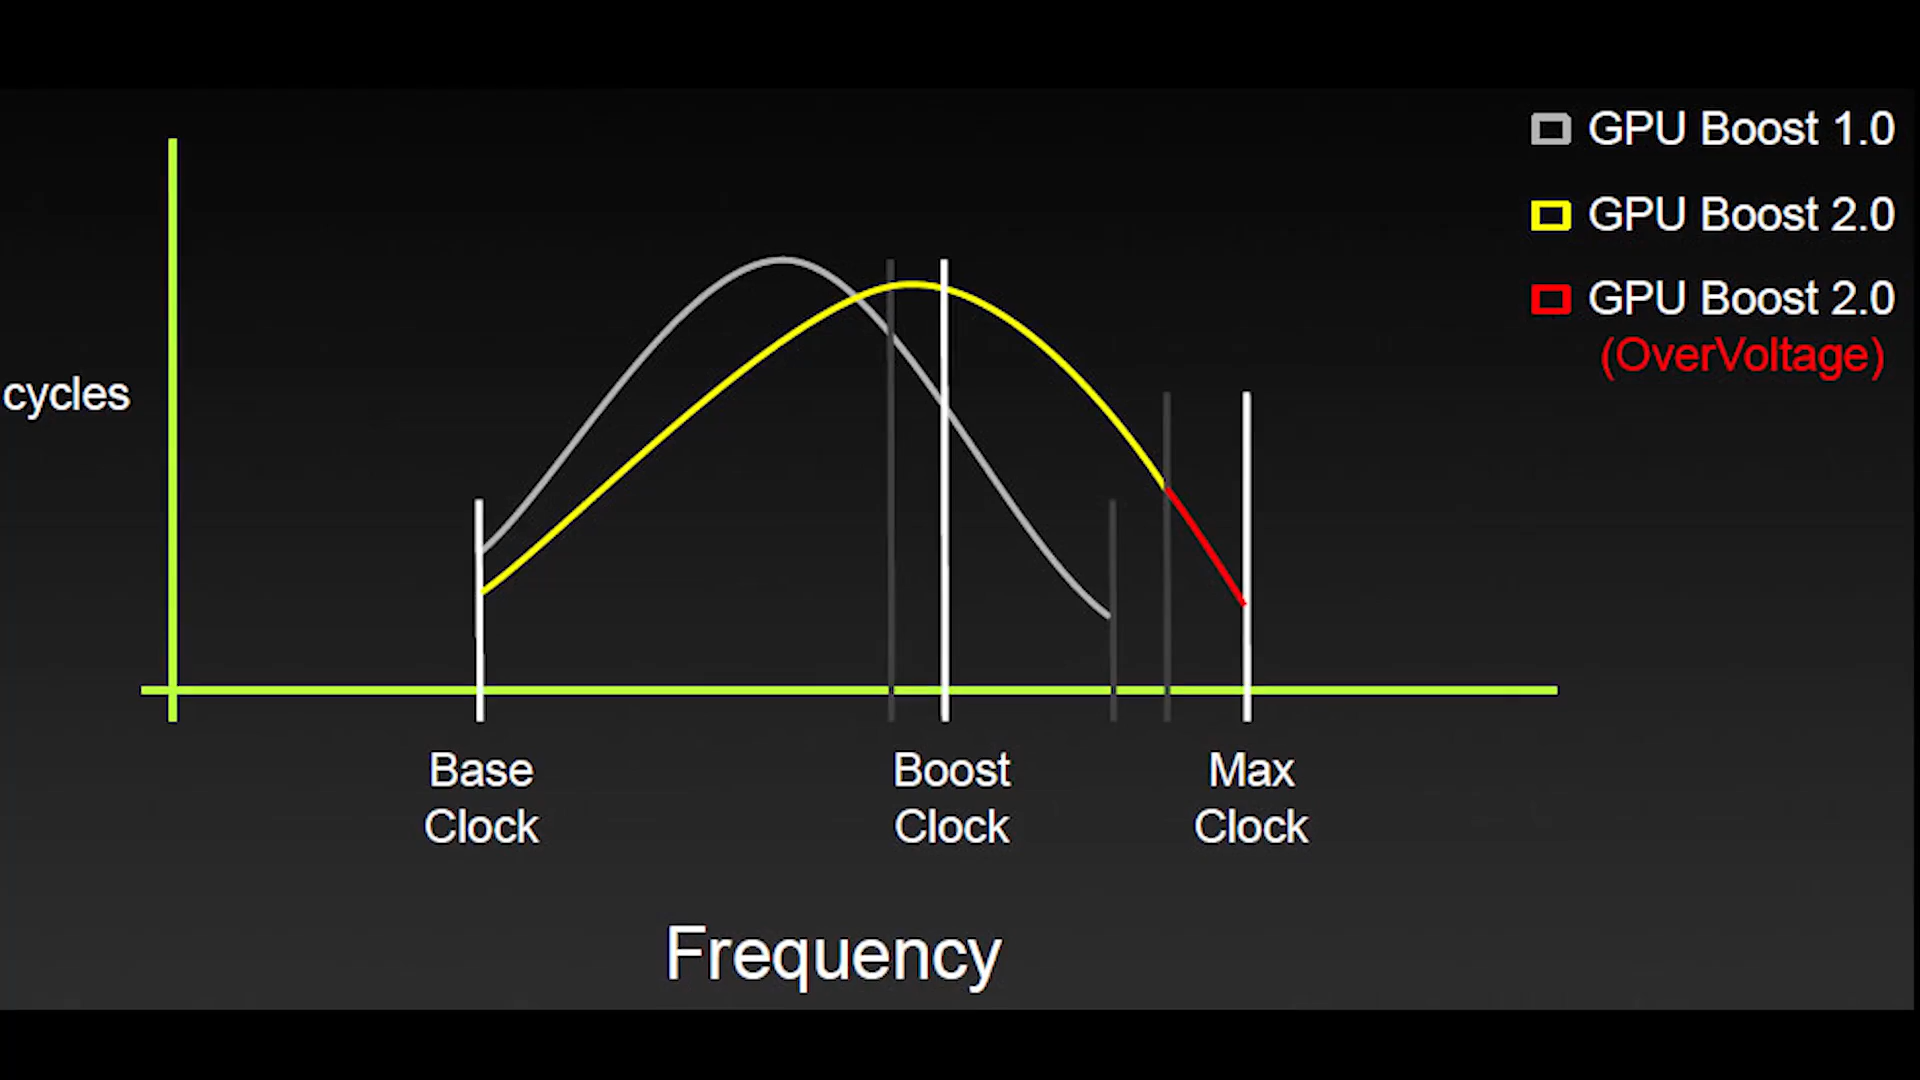 GPU Boost 1.0
GPU Boost 2.0
GPU Boost 2.0
(OverVoltage)
cycles
Base
Clock
Boost
Clock
Max
Clock
Frequency